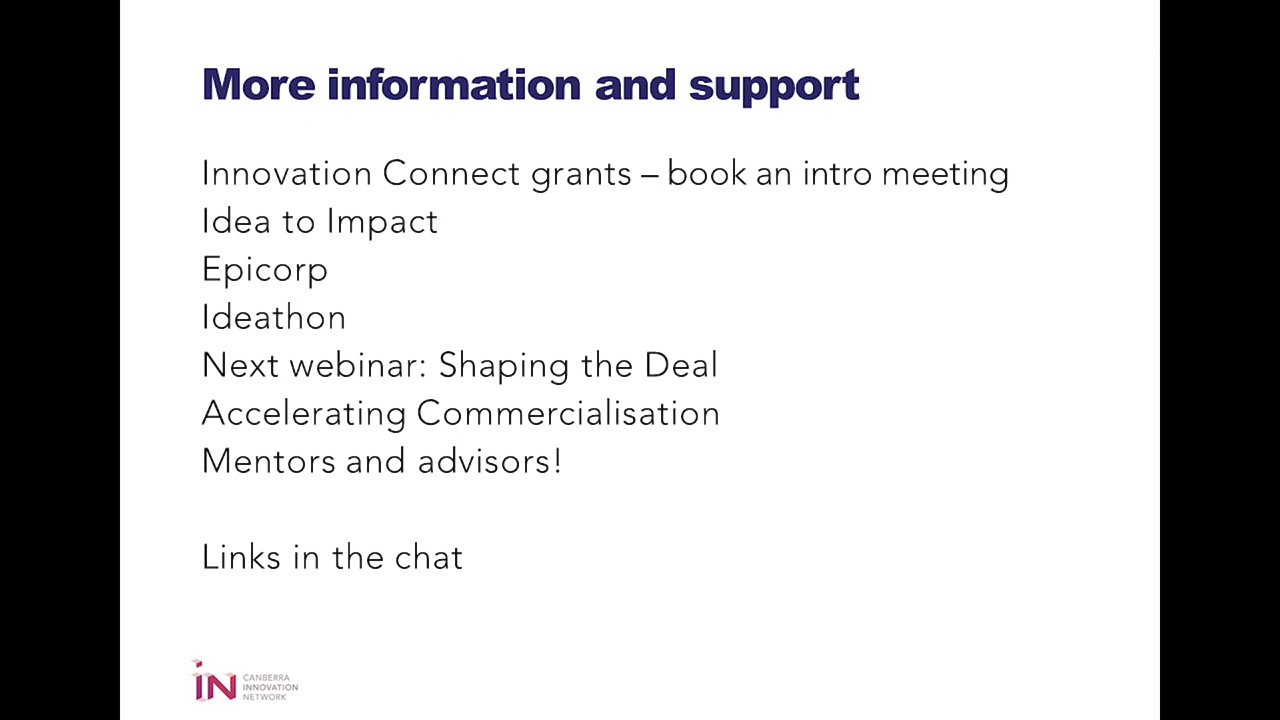 More information and support
Innovation Connect grants – book an intro meeting
Idea to Impact
Epicorp
Ideathon
Next webinar: Shaping the Deal
Accelerating Commercialisation
Mentors and advisors!
Links in the chat
iN
CANBERRA
INNOVATION
NETWORK